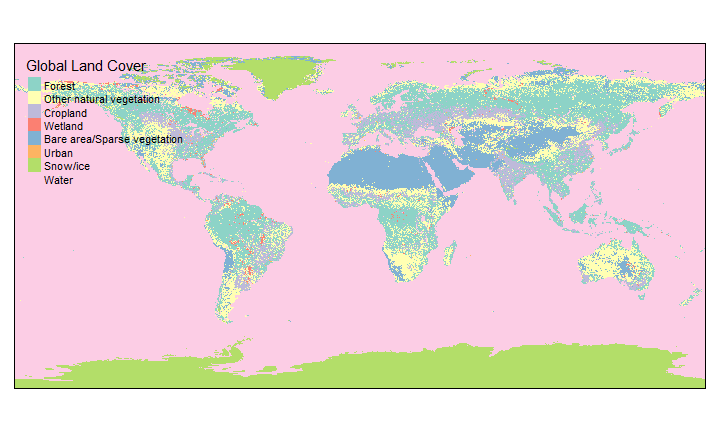 Global Land Cover
Forest
Other natural vegetation
Cropland
Wetland
Bare area/Sparse vegetation
Urban
Snow/ice
Water